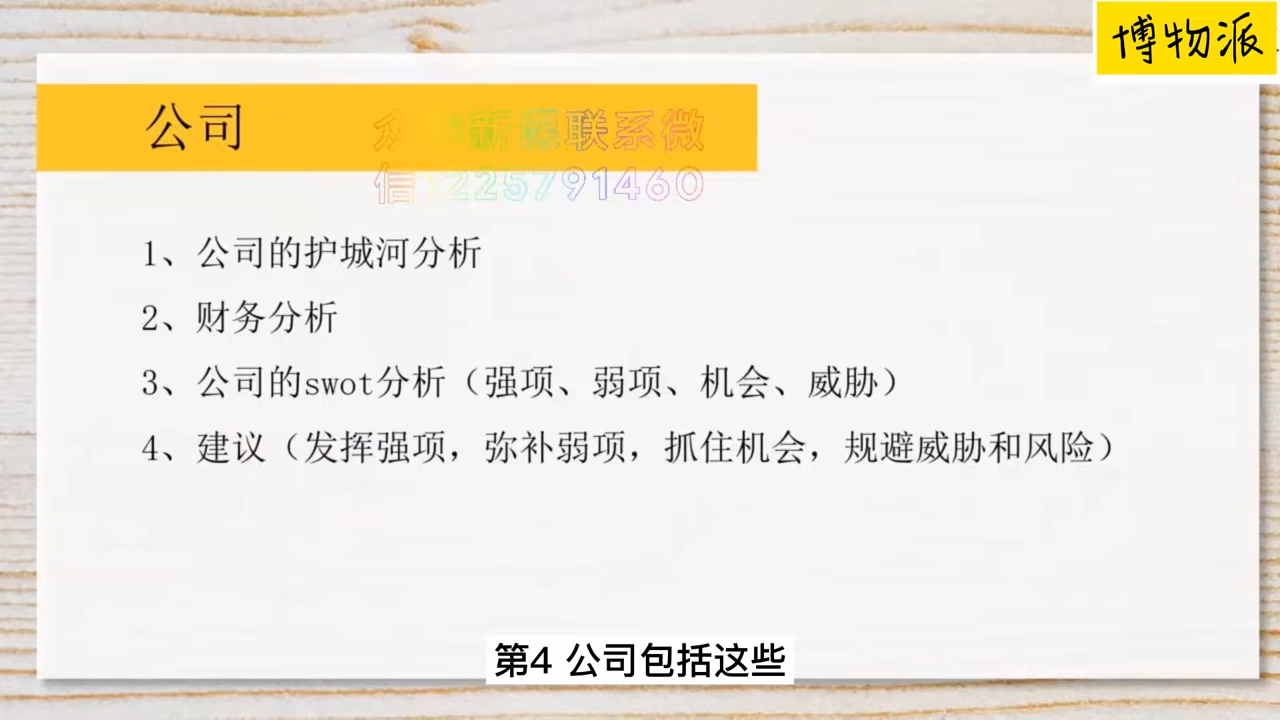 博物派
公司
新课联系微
信1225791460
1、公司的护城河分析
2、财务分析
3、公司的swot分析（强项、弱项、机会、威胁）
4、建议（发挥强项，弥补弱项，抓住机会，规避威胁和风险）
第4 公司包括这些